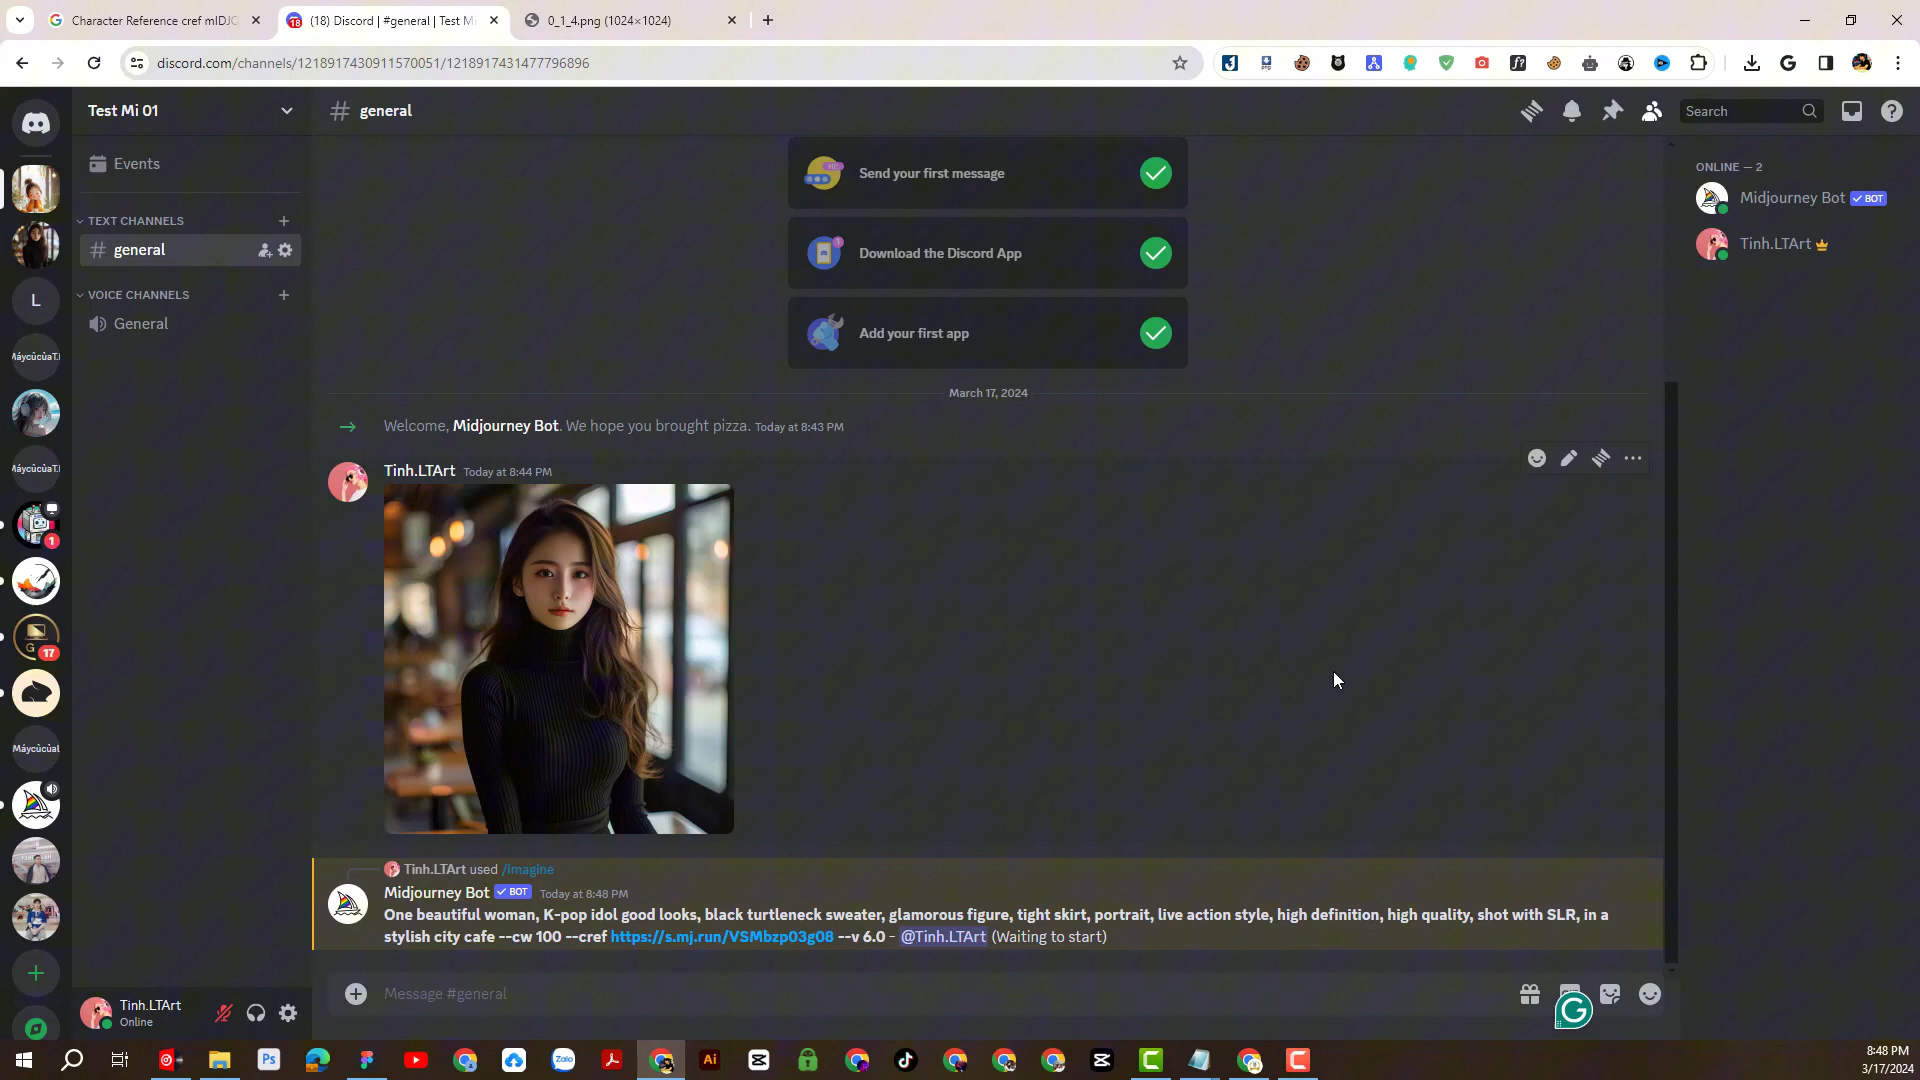 Character Reference cref mIDJO
(18) Discord | #general | Test Mi
0_1_4.png (1024×1024)
discord.com/channels/1218917430911570051/1218917431477796896
Test Mi 01
general
Search
Events
TEXT CHANNELS
general
VOICE CHANNELS
General
L
MáycủcủaT.
MáycủcủaT.
1
G
17
Máycủcủal
Send your first message
Download the Discord App
Add your first app
March 17, 2024
Welcome, Midjourney Bot. We hope you brought pizza. Today at 8:43 PM
Tinh.LTArt Today at 8:44 PM
Tinh.LTArt used /imagine
Midjourney Bot BOT Today at 8:48 PM
One beautiful woman, K-pop idol good looks, black turtleneck sweater, glamorous figure, tight skirt, portrait, live action style, high definition, high quality, shot with SLR, in a
stylish city cafe --cw 100 --cref https://s.mj.run/VSMbzp03g08 --v 6.0 - @Tinh.LTArt (Waiting to start)
Message #general
ONLINE — 2
Midjourney Bot BOT
Tinh.LTArt
Tinh.LTArt
Online
8:48 PM
3/17/2024